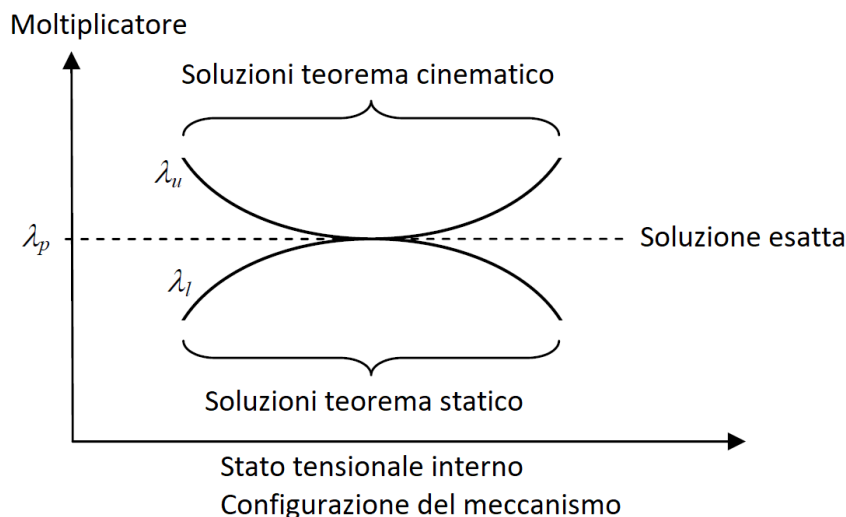 Moltiplicatore
Soluzioni teorema cinematico
λu
λp
Soluzione esatta
λl
Soluzioni teorema statico
Stato tensionale interno
Configurazione del meccanismo